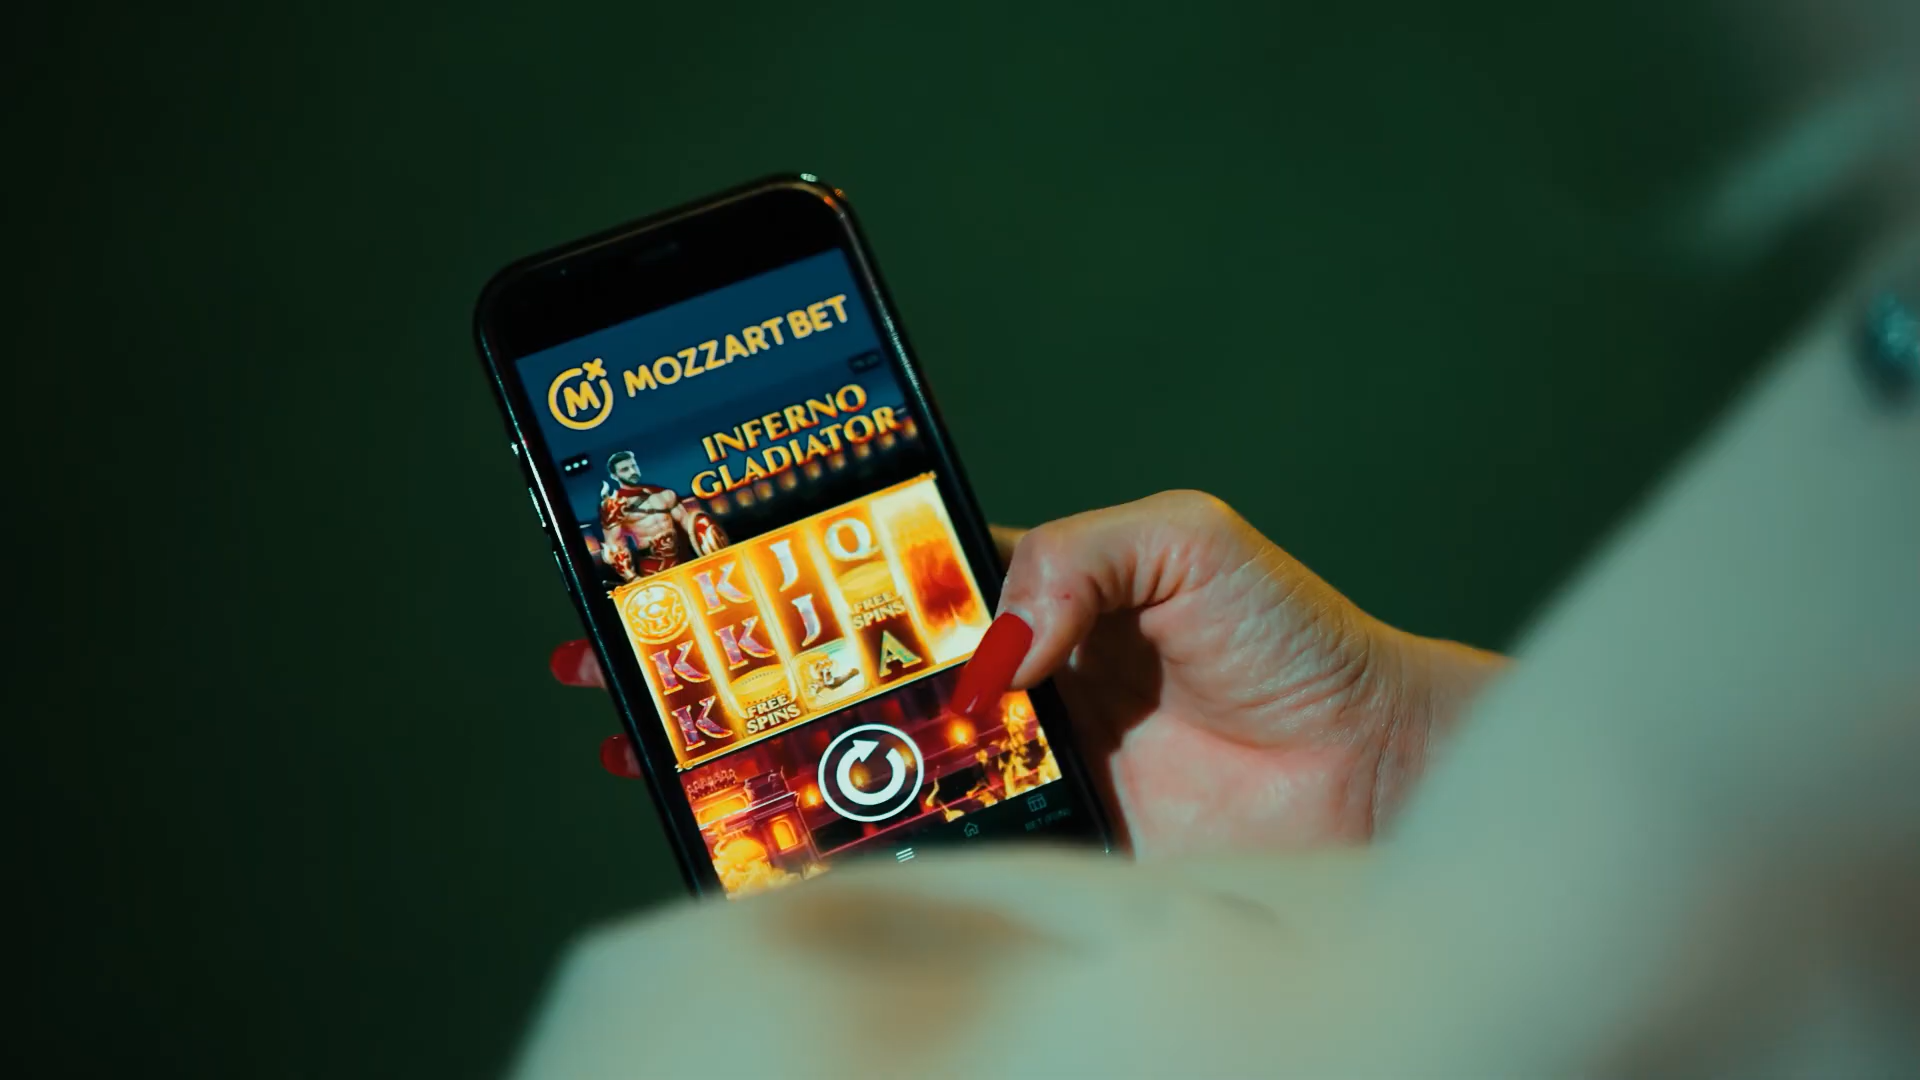 M MOZZART BET
INFERNO
GLADIATOR
K J Q
K K J FREE SPINS
K FREE SPINS A